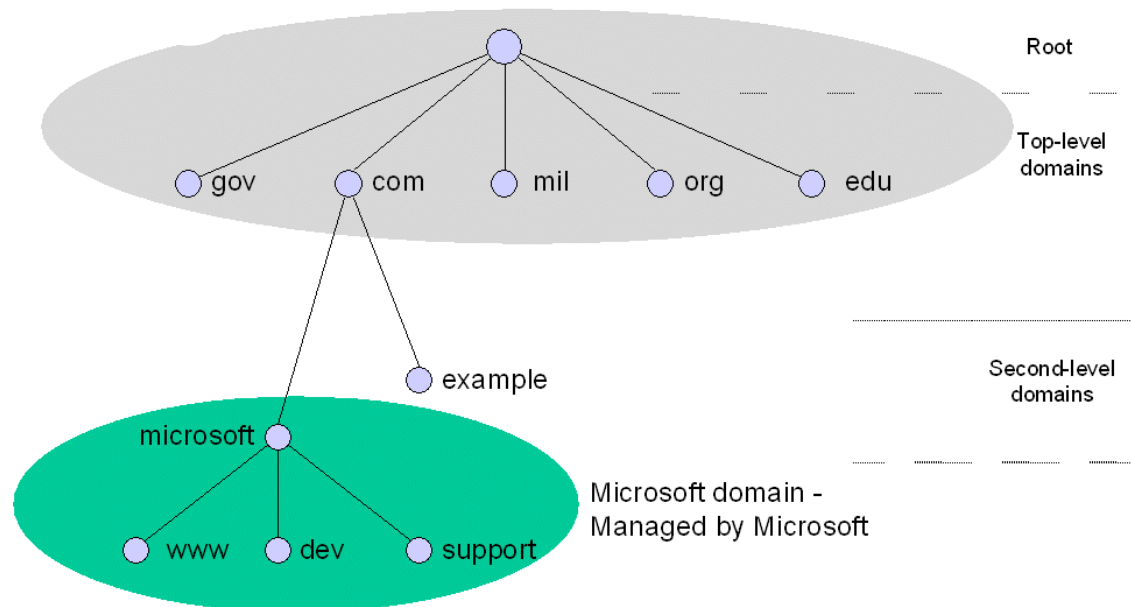 Root
Top-level
domains
gov
com
mil
org
edu
example
Second-level
domains
microsoft
Microsoft domain -
Managed by Microsoft
www
dev
support